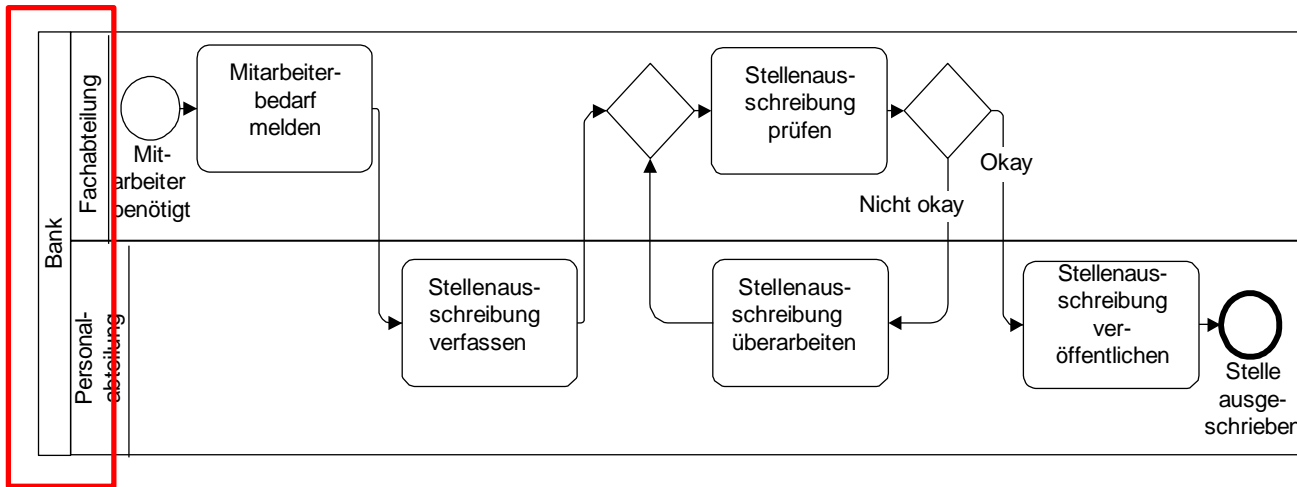 Bank
Fachabteilung
Mit-
arbeiter
benötigt
Mitarbeiter-
bedarf
melden
Stellenaus-
schreibung
prüfen
Okay
Nicht okay
Personal-
abteilung
Stellenaus-
schreibung
verfassen
Stellenaus-
schreibung
überarbeiten
Stellenaus-
schreibung
ver-
öffentlichen
Stelle
ausge-
schrieben